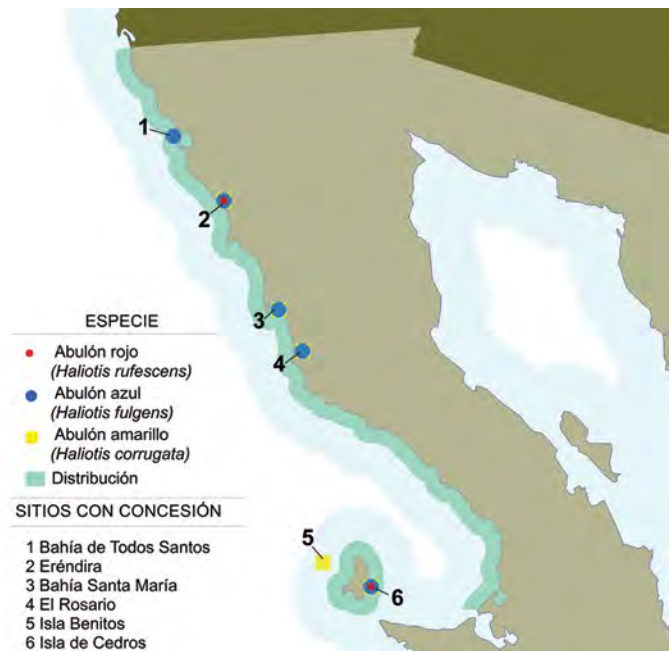 1
2
3
4
5
6
ESPECIE
Abulón rojo
(Haliotis rufescens)
Abulón azul
(Haliotis fulgens)
Abulón amarillo
(Haliotis corrugata)
Distribución
SITIOS CON CONCESIÓN
1 Bahía de Todos Santos
2 Eréndira
3 Bahía Santa María
4 El Rosario
5 Isla Benitos
6 Isla de Cedros